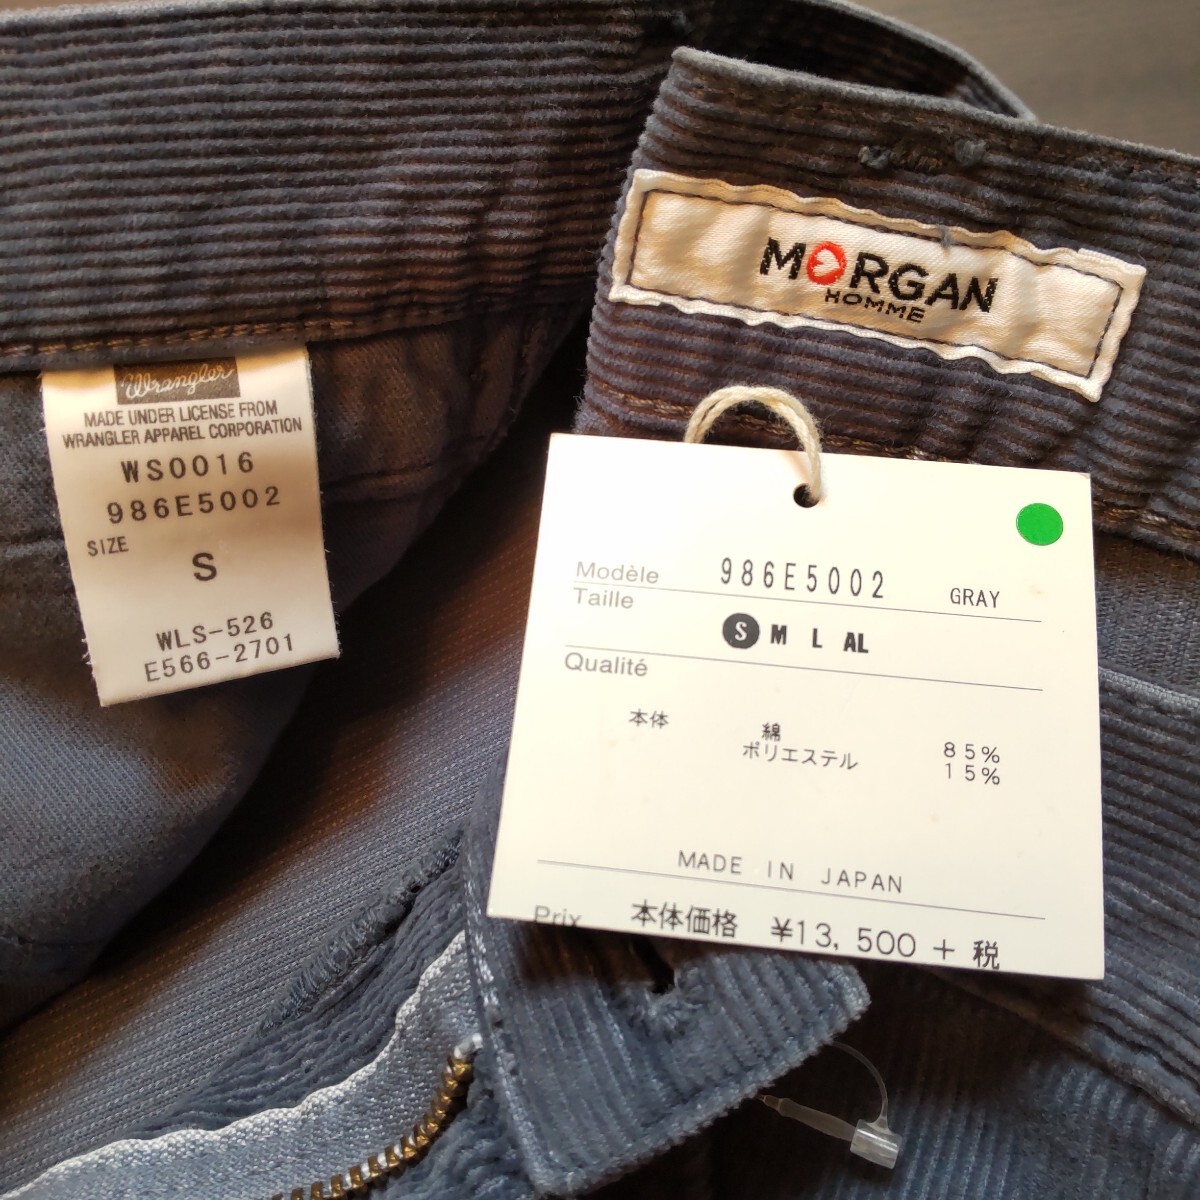 Wrangler
MADE UNDER LICENSE FROM
WRANGLER APPAREL CORPORATION
WS0016
986E5002
SIZE
S
WLS-526
E566-2701
MORGAN
HOMME
Modèle 986E5002 GRAY
Taille
S M L AL
Qualité
本体 綿 85%
ポリエステル 15%
MADE IN JAPAN
Prix 本体価格 ¥13,500+税